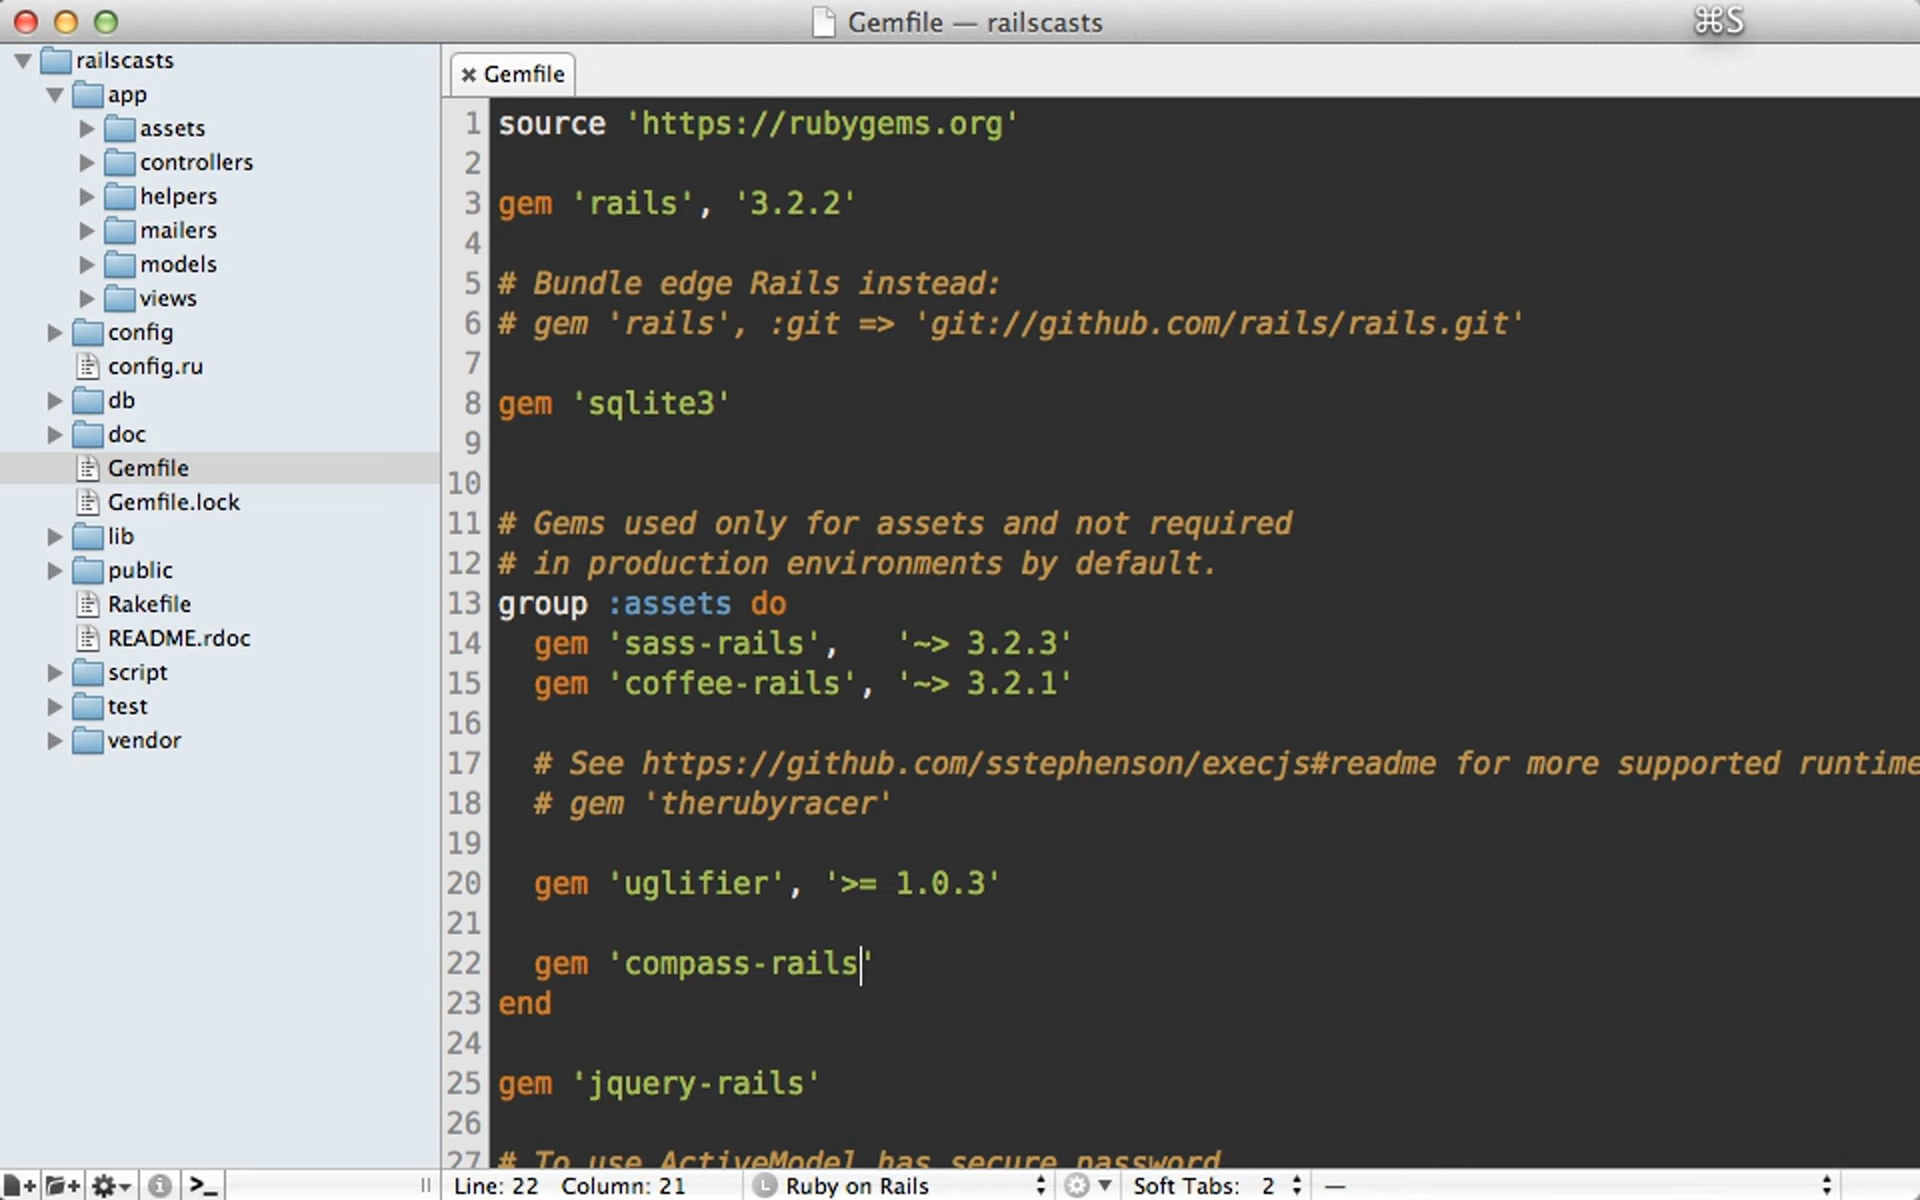 Gemfile — railscasts
⌘S
railscasts
app
assets
controllers
helpers
mailers
models
views
config
config.ru
db
doc
Gemfile
Gemfile.lock
lib
public
Rakefile
README.rdoc
script
test
vendor
Gemfile
1 source 'https://rubygems.org'
2
3 gem 'rails', '3.2.2'
4
5 # Bundle edge Rails instead:
6 # gem 'rails', :git => 'git://github.com/rails/rails.git'
7
8 gem 'sqlite3'
9
10
11 # Gems used only for assets and not required
12 # in production environments by default.
13 group :assets do
14   gem 'sass-rails',   '~> 3.2.3'
15   gem 'coffee-rails', '~> 3.2.1'
16
17   # See https://github.com/sstephenson/execjs#readme for more supported runtime
18   # gem 'therubyracer'
19
20   gem 'uglifier', '>= 1.0.3'
21
22   gem 'compass-rails'
23 end
24
25 gem 'jquery-rails'
26
27 # To use ActiveModel has_secure_password
Line: 22 Column: 21 L Ruby on Rails Soft Tabs: 2 —